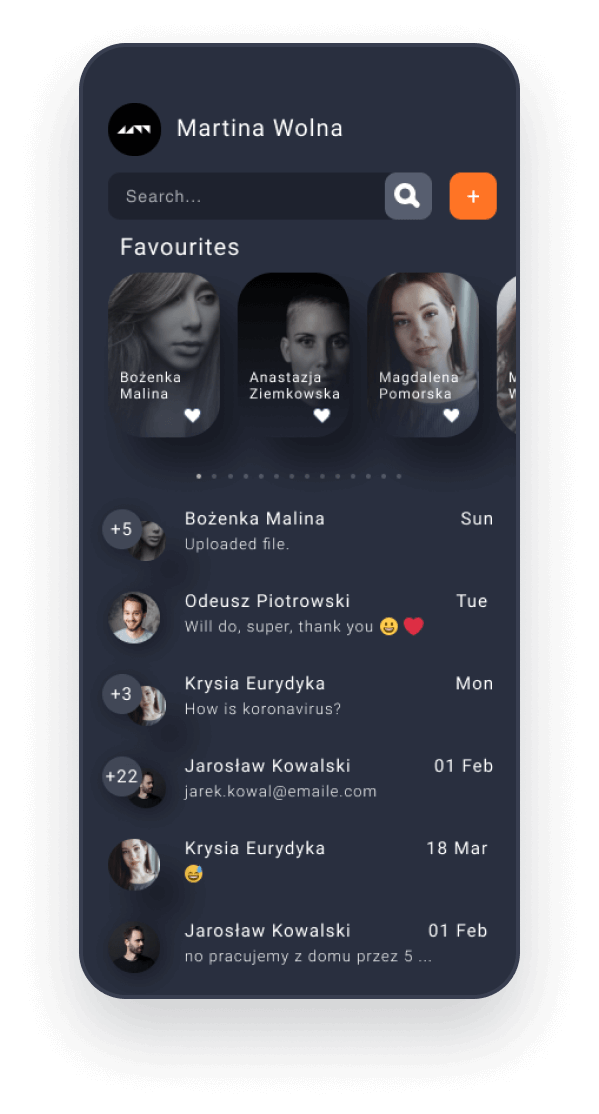 Martina Wolna
Search...
+
Favourites
Bożenka
Malina
Anastazja
Ziemkowska
Magdalena
Pomorska
+5
Bożenka Malina
Sun
Uploaded file.
Odeusz Piotrowski
Tue
Will do, super, thank you 😃 ❤️
+3
Krysia Eurydyka
Mon
How is koronavirus?
+22
Jarosław Kowalski
01 Feb
jarek.kowal@emaile.com
Krysia Eurydyka
18 Mar
😅
Jarosław Kowalski
01 Feb
no pracujemy z domu przez 5 ...